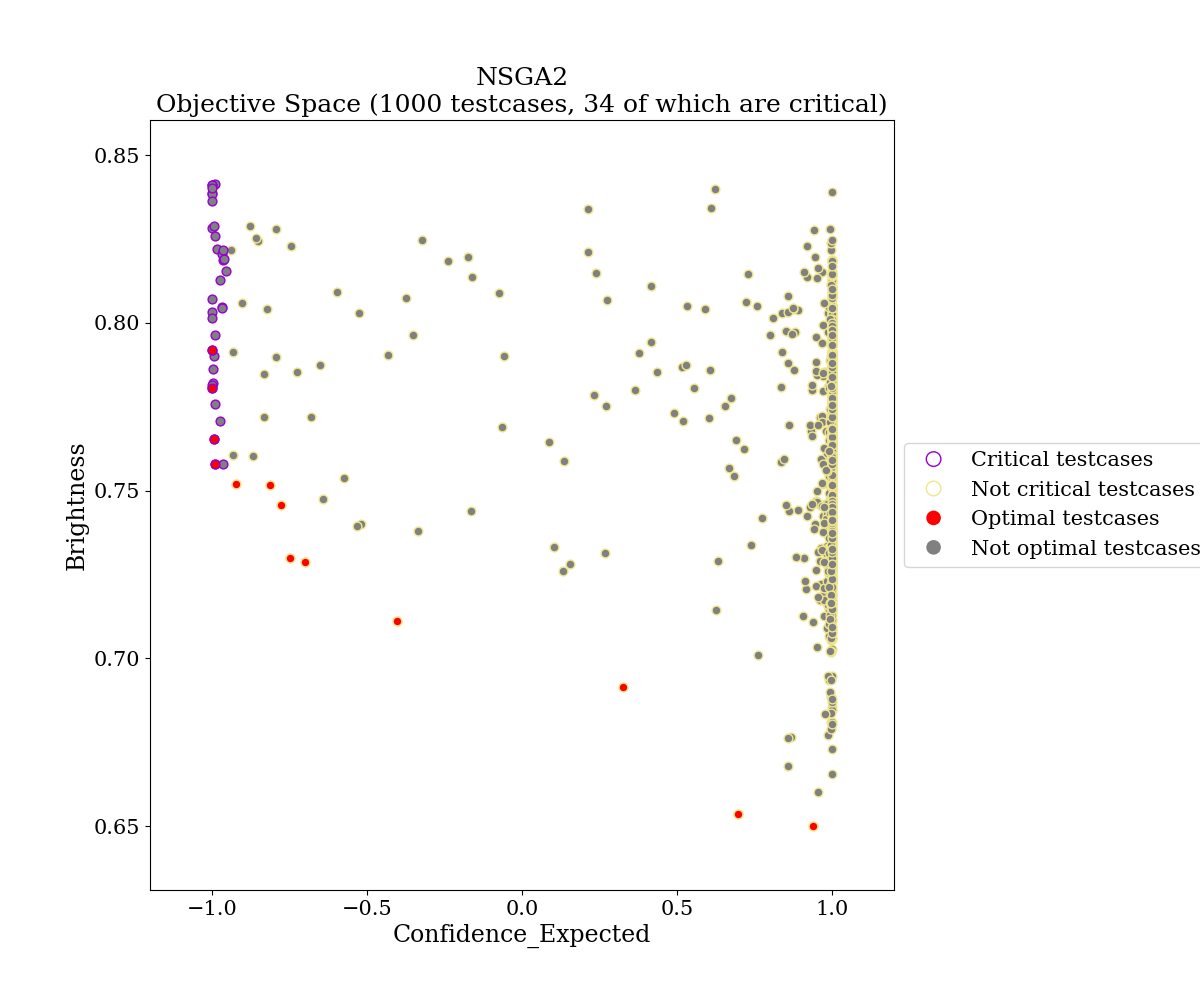 NSGA2
Objective Space (1000 testcases, 34 of which are critical)
0.85
0.80
0.75
0.70
0.65
Brightness
−1.0
−0.5
0.0
0.5
1.0
Confidence_Expected
Critical testcases
Not critical testcases
Optimal testcases
Not optimal testcases